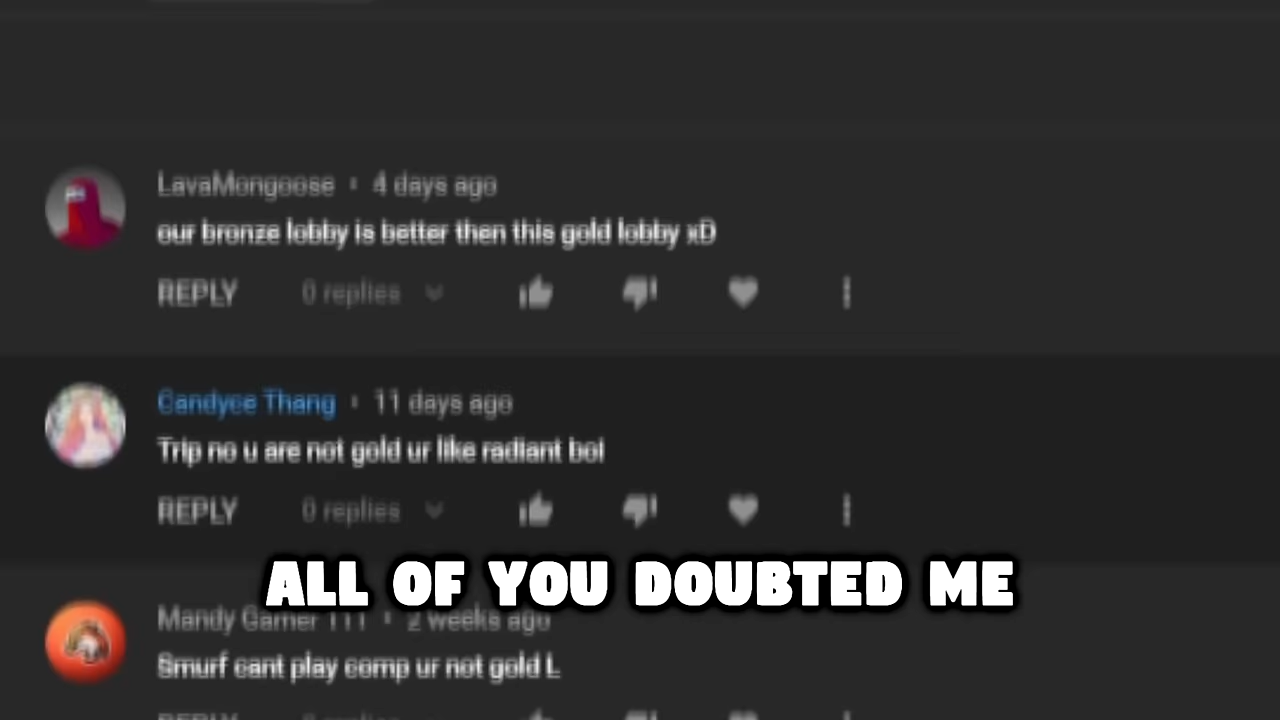 LavaMongoose • 4 days ago
our bronze lobby is better then this gold lobby xD
REPLY 0 replies
Candyce Thang • 11 days ago
Trip no u are not gold ur like radiant boi
REPLY 0 replies
ALL OF YOU DOUBTED ME
Mandy Gamer 111 • 2 weeks ago
Smurf cant play comp ur not gold L
REPLY 0 replies